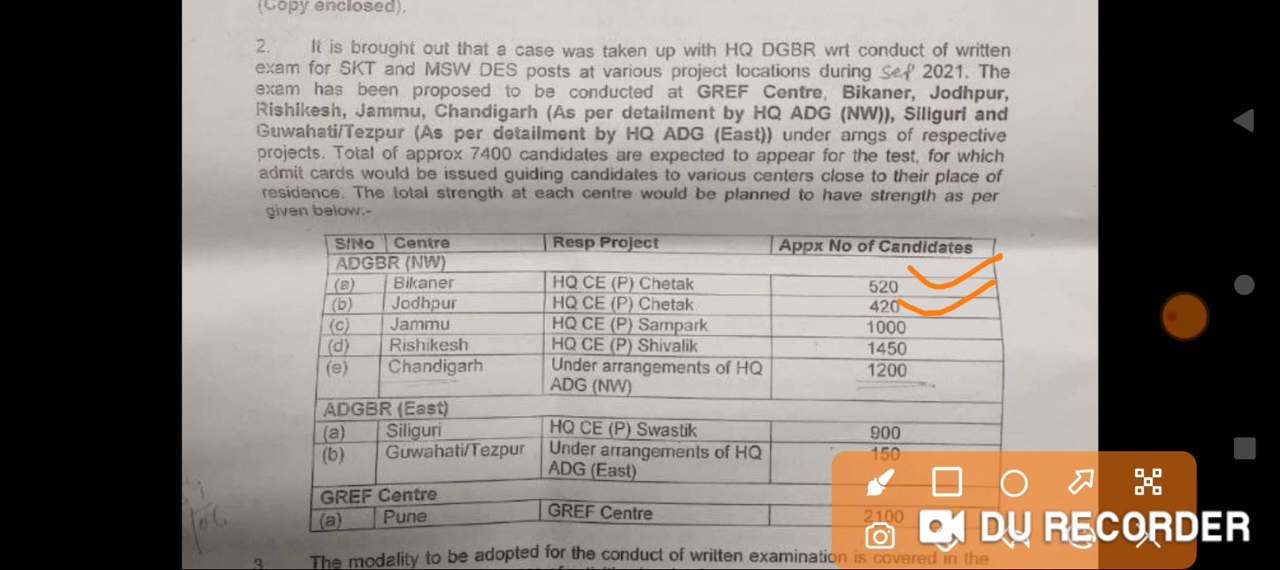 (Copy enclosed).
2. It is brought out that a case was taken up with HQ DGBR wrt conduct of written
exam for SKT and MSW DES posts at various project locations during Sep 2021. The
exam has been proposed to be conducted at GREF Centre, Bikaner, Jodhpur,
Rishikesh, Jammu, Chandigarh (As per detailment by HQ ADG (NW)), Siliguri and
Guwahati/Tezpur (As per detailment by HQ ADG (East)) under arngs of respective
projects. Total of approx 7400 candidates are expected to appear for the test, for which
admit cards would be issued guiding candidates to various centers close to their place of
residence. The total strength at each centre would be planned to have strength as per
given below:-
S/No Centre Resp Project Appx No of Candidates
ADGBR (NW)
(a) Bikaner HQ CE (P) Chetak 520
(b) Jodhpur HQ CE (P) Chetak 420
(c) Jammu HQ CE (P) Sampark 1000
(d) Rishikesh HQ CE (P) Shivalik 1450
(e) Chandigarh Under arrangements of HQ 1200
ADG (NW)
ADGBR (East)
(a) Siliguri HQ CE (P) Swastik 900
(b) Guwahati/Tezpur Under arrangements of HQ 150
ADG (East)
GREF Centre
(a) Pune GREF Centre 2100
DU RECORDER
3. The modality to be adopted for the conduct of written examination is covered in the